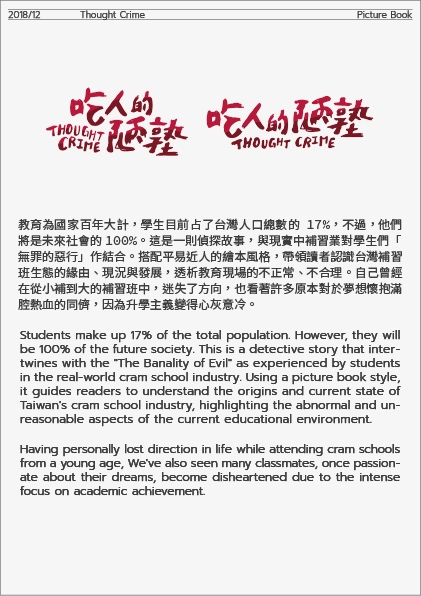 2018/12 Thought Crime Picture Book
吃人的
THOUGHT
CRIME
陋塾
吃人的陋塾
THOUGHT CRIME
教育為國家百年大計，學生目前占了台灣人口總數的 17%，不過，他們
將是未來社會的 100%。這是一則偵探故事，與現實中補習業對學生們「
無罪的惡行」作結合。搭配平易近人的繪本風格，帶領讀者認識台灣補習
班生態的緣由、現況與發展，透析教育現場的不正常、不合理。自己曾經
在從小補到大的補習班中，迷失了方向，也看著許多原本對於夢想懷抱滿
腔熱血的同儕，因為升學主義變得心灰意冷。
Students make up 17% of the total population. However, they will
be 100% of the future society. This is a detective story that inter-
twines with the "The Banality of Evil" as experienced by students
in the real-world cram school industry. Using a picture book style,
it guides readers to understand the origins and current state of
Taiwan's cram school industry, highlighting the abnormal and un-
reasonable aspects of the current educational environment.
Having personally lost direction in life while attending cram schools
from a young age, We've also seen many classmates, once passion-
ate about their dreams, become disheartened due to the intense
focus on academic achievement.